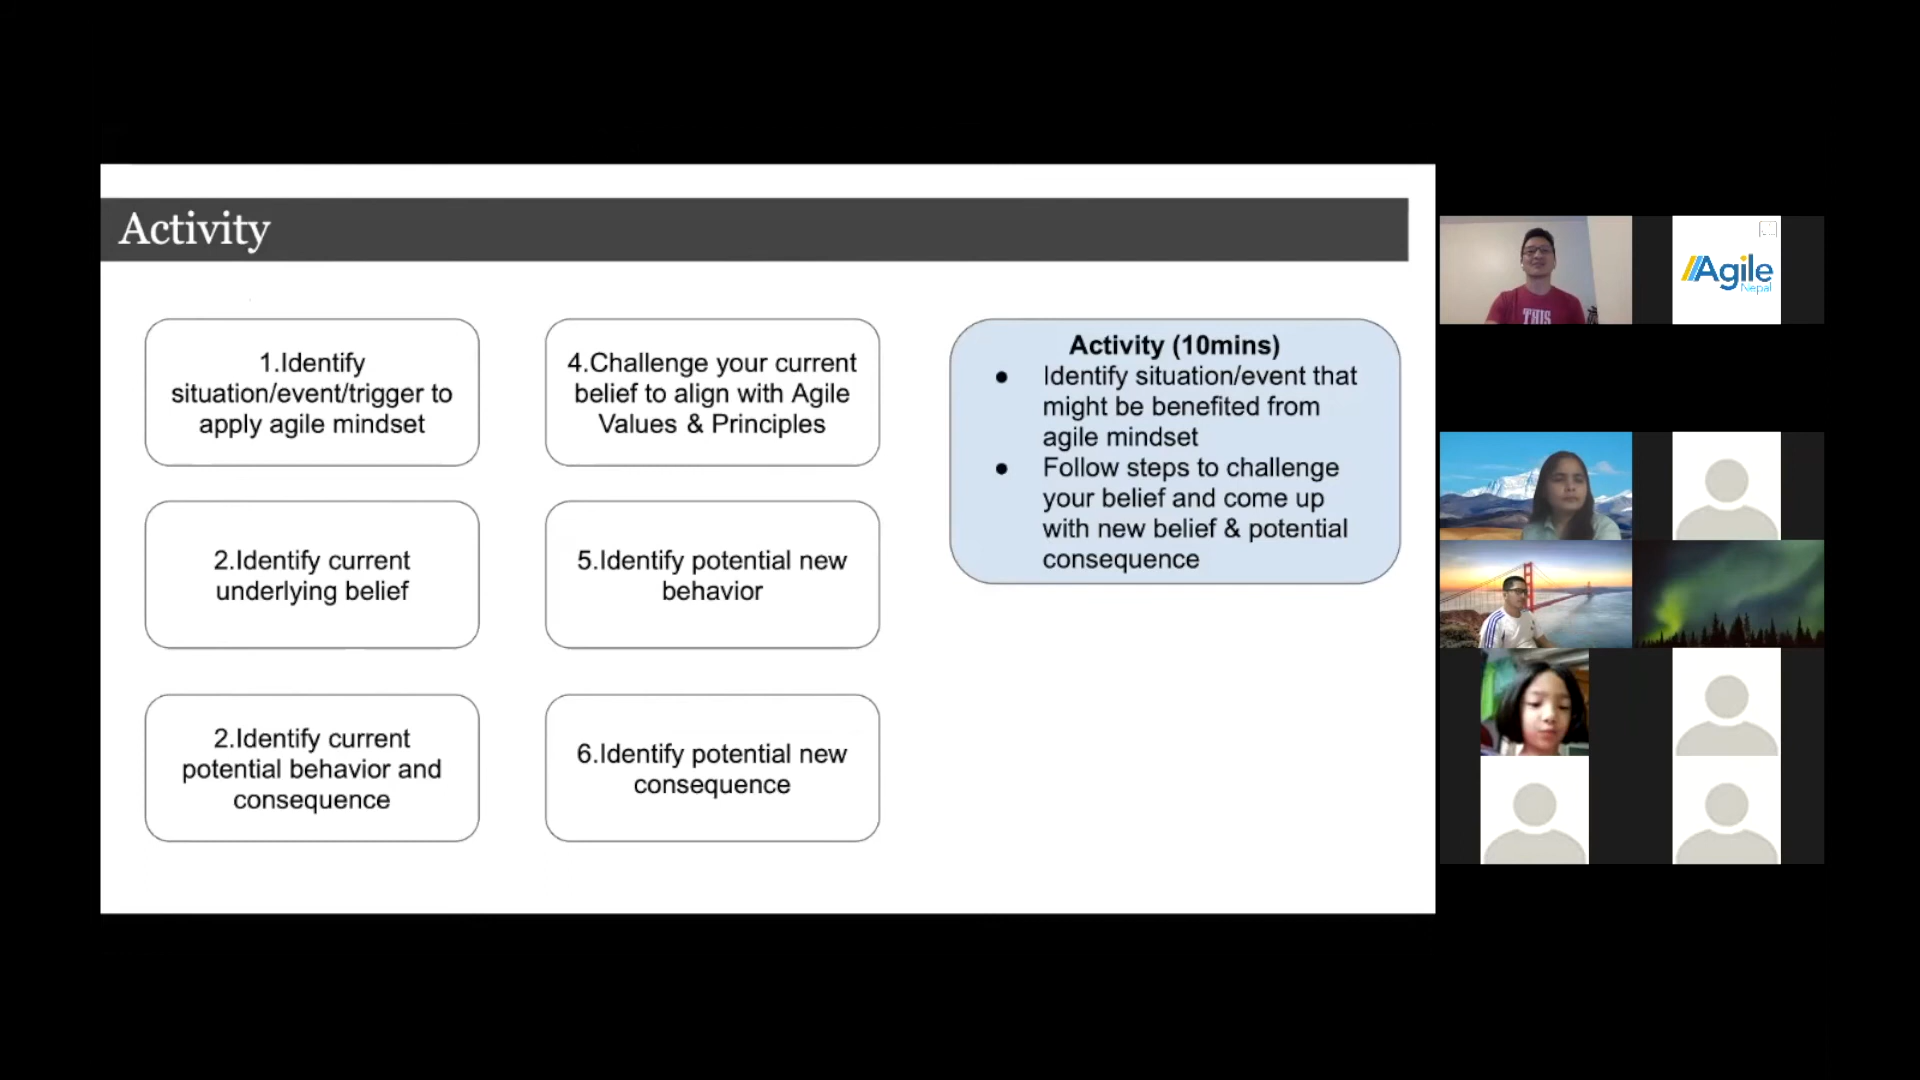 Activity
1.Identify
situation/event/trigger to
apply agile mindset
2.Identify current
underlying belief
2.Identify current
potential behavior and
consequence
4.Challenge your current
belief to align with Agile
Values & Principles
5.Identify potential new
behavior
6.Identify potential new
consequence
Activity (10mins)
● Identify situation/event that
might be benefited from
agile mindset
● Follow steps to challenge
your belief and come up
with new belief & potential
consequence
THIS
Agile
Nepal